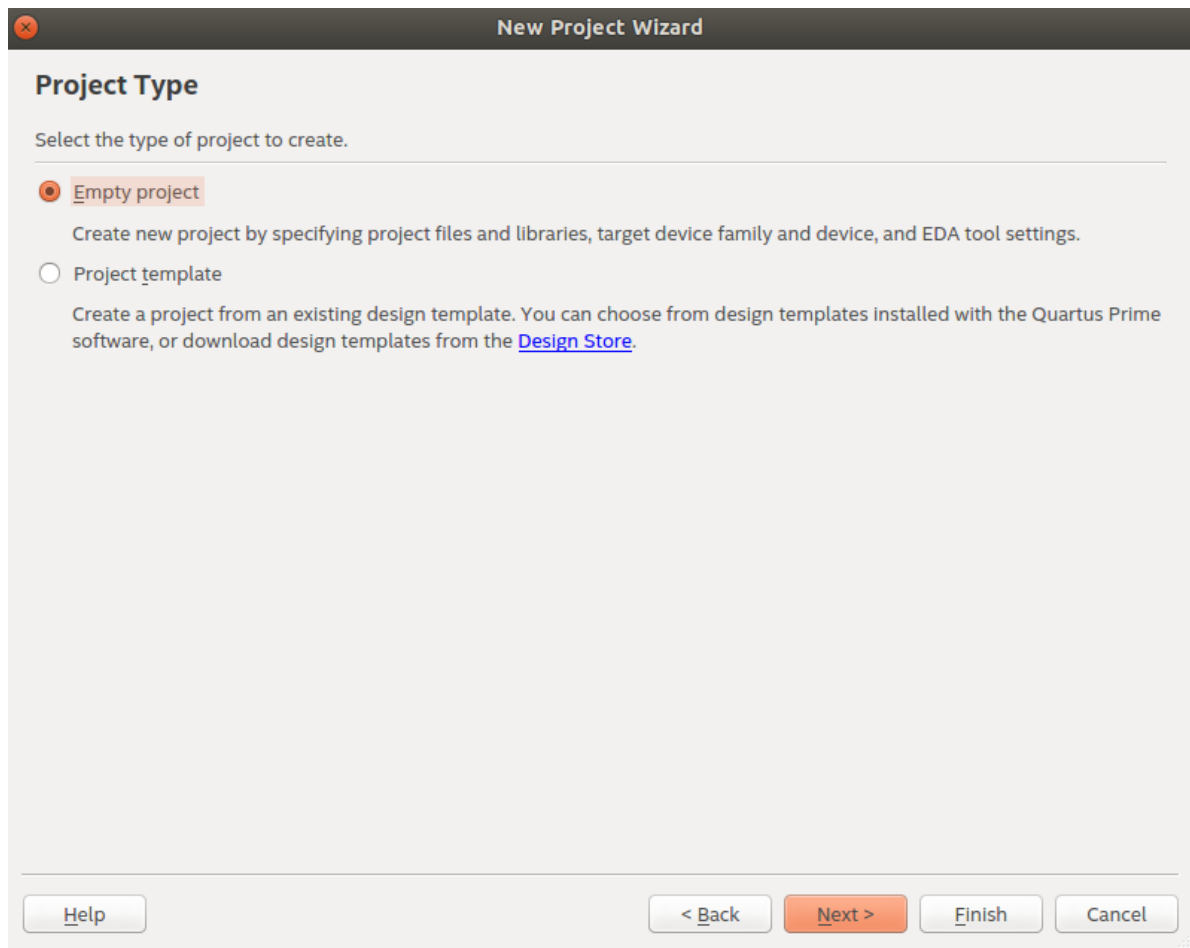 New Project Wizard
Project Type
Select the type of project to create.
Empty project
Create new project by specifying project files and libraries, target device family and device, and EDA tool settings.
Project template
Create a project from an existing design template. You can choose from design templates installed with the Quartus Prime
software, or download design templates from the Design Store.
Help
< Back
Next >
Finish
Cancel